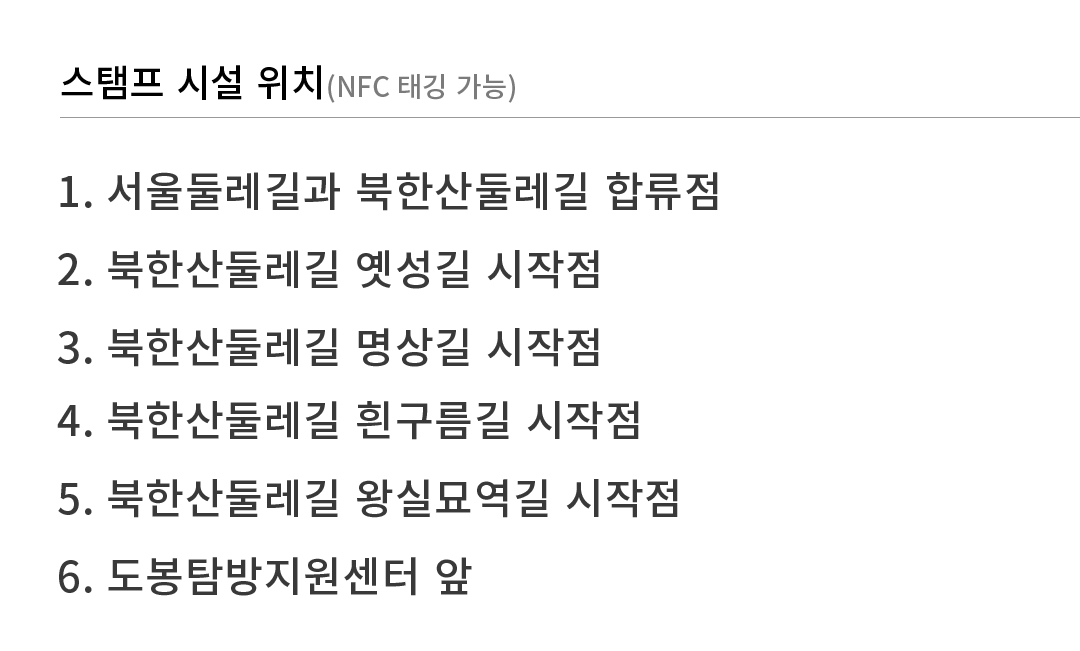 스탬프 시설 위치(NFC 태깅 가능)
1. 서울둘레길과 북한산둘레길 합류점
2. 북한산둘레길 옛성길 시작점
3. 북한산둘레길 명상길 시작점
4. 북한산둘레길 흰구름길 시작점
5. 북한산둘레길 왕실묘역길 시작점
6. 도봉탐방지원센터 앞